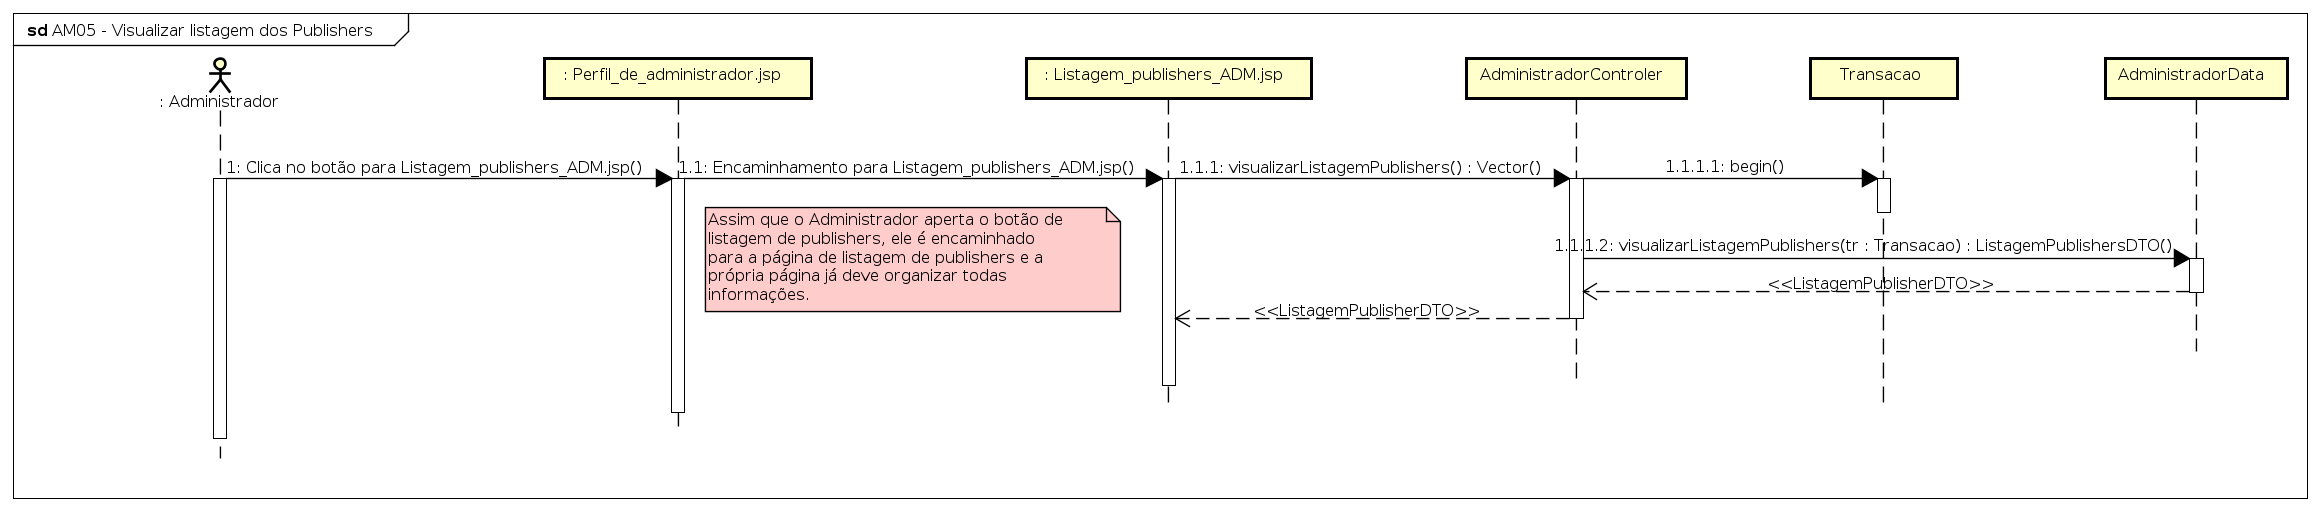 sd AM05 - Visualizar listagem dos Publishers
: Administrador
: Perfil_de_administrador.jsp
: Listagem_publishers_ADM.jsp
AdministradorControler
Transacao
AdministradorData
1: Clica no botão para Listagem_publishers_ADM.jsp()
1.1: Encaminhamento para Listagem_publishers_ADM.jsp()
1.1.1: visualizarListagemPublishers() : Vector()
1.1.1.1: begin()
Assim que o Administrador aperta o botão de
listagem de publishers, ele é encaminhado
para a página de listagem de publishers e a
própria página já deve organizar todas
informações.
1.1.1.2: visualizarListagemPublishers(tr : Transacao) : ListagemPublishersDTO()
<<ListagemPublisherDTO>>
<<ListagemPublisherDTO>>